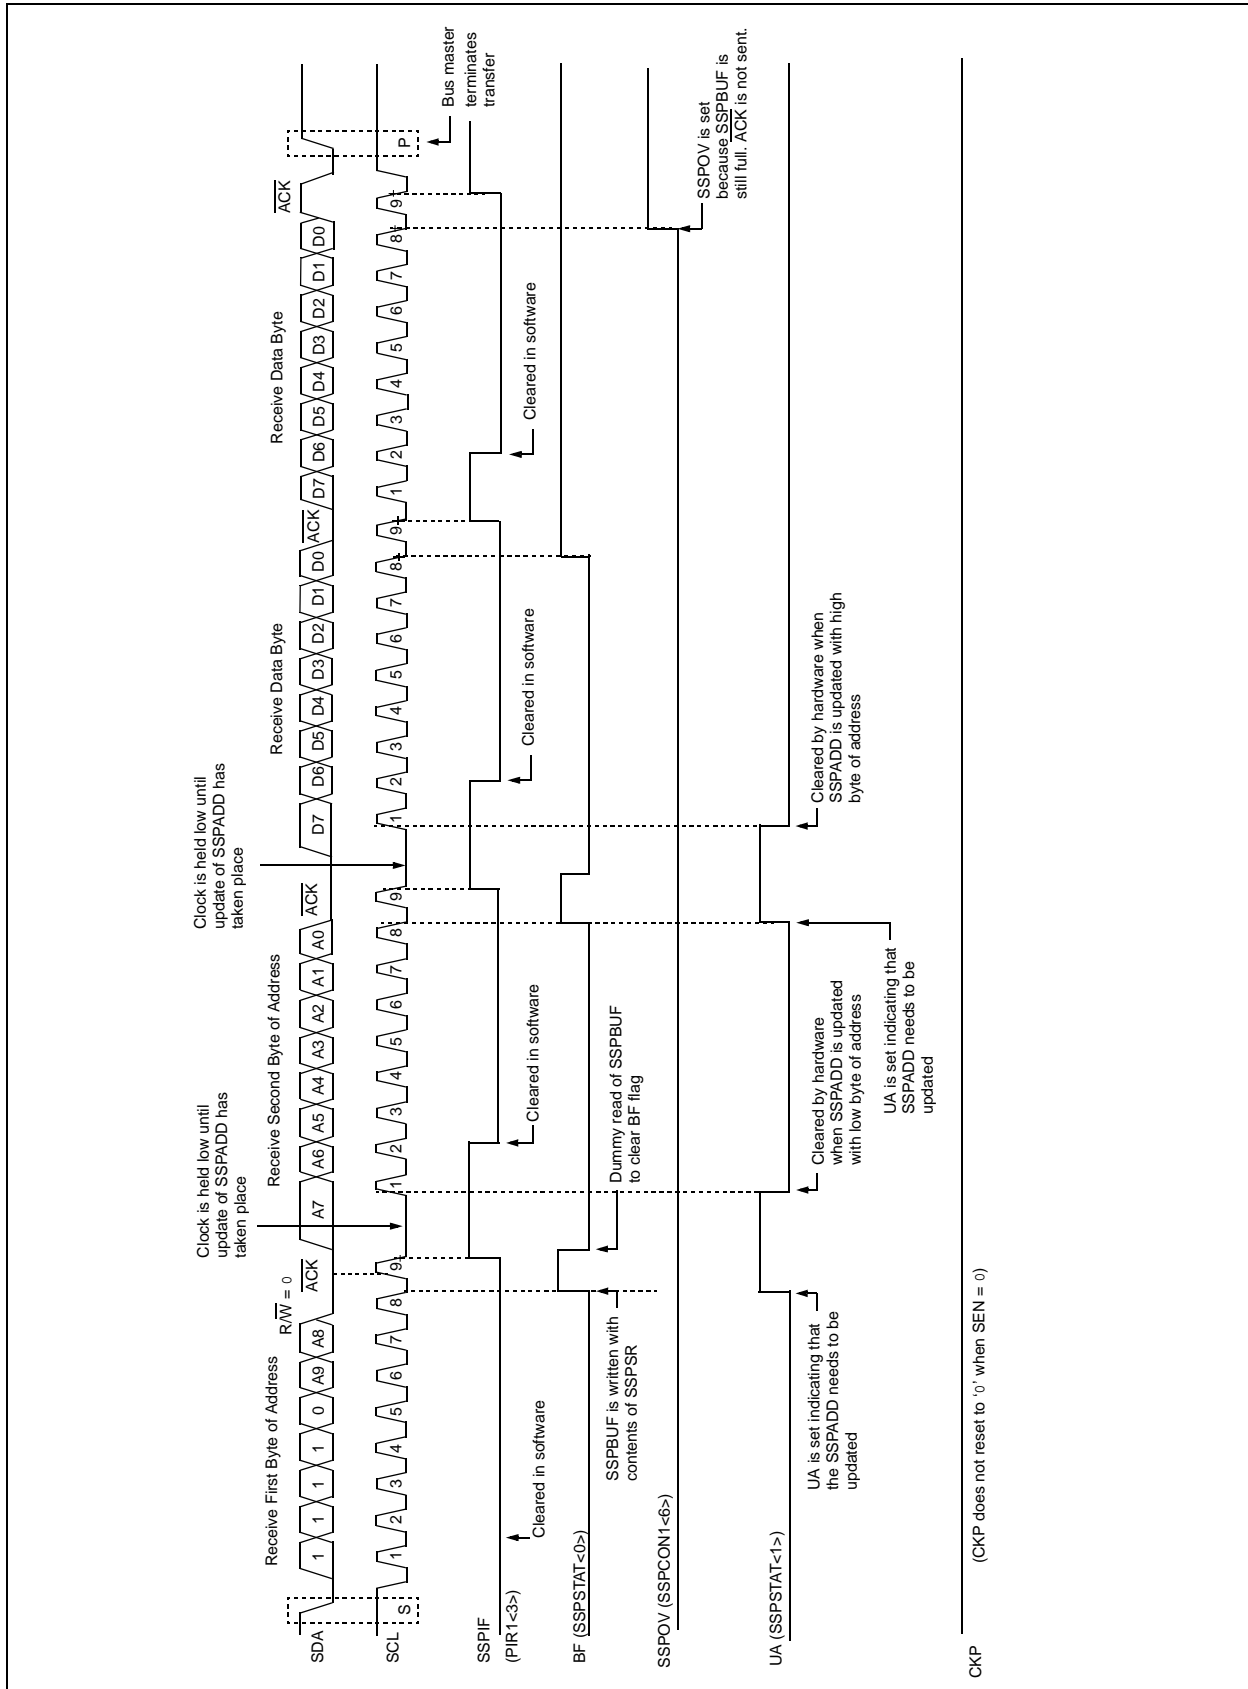 Receive First Byte of Address
R/W = 0
ACK
Clock is held low until
update of SSPADD has
taken place
Receive Second Byte of Address
ACK
Clock is held low until
update of SSPADD has
taken place
Receive Data Byte
ACK
Receive Data Byte
ACK
SDA
1 1 1 1 0 A9 A8 A7 A6 A5 A4 A3 A2 A1 A0 D7 D6 D5 D4 D3 D2 D1 D0 D7 D6 D5 D4 D3 D2 D1 D0
SCL
S 1 2 3 4 5 6 7 8 9 1 2 3 4 5 6 7 8 9 1 2 3 4 5 6 7 8 9 1 2 3 4 5 6 7 8 9 P
Bus master
terminates
transfer
SSPIF
(PIR1<3>)
Cleared in software
Cleared in software
Cleared in software
Cleared in software
BF (SSPSTAT<0>)
SSPBUF is written with
contents of SSPSR
Dummy read of SSPBUF
to clear BF flag
SSPOV (SSPCON1<6>)
SSPOV is set
because SSPBUF is
still full. ACK is not sent.
UA (SSPSTAT<1>)
UA is set indicating that
the SSPADD needs to be
updated
Cleared by hardware
when SSPADD is updated
with low byte of address
UA is set indicating that
SSPADD needs to be
updated
Cleared by hardware when
SSPADD is updated with high
byte of address
CKP
(CKP does not reset to ‘0’ when SEN = 0)